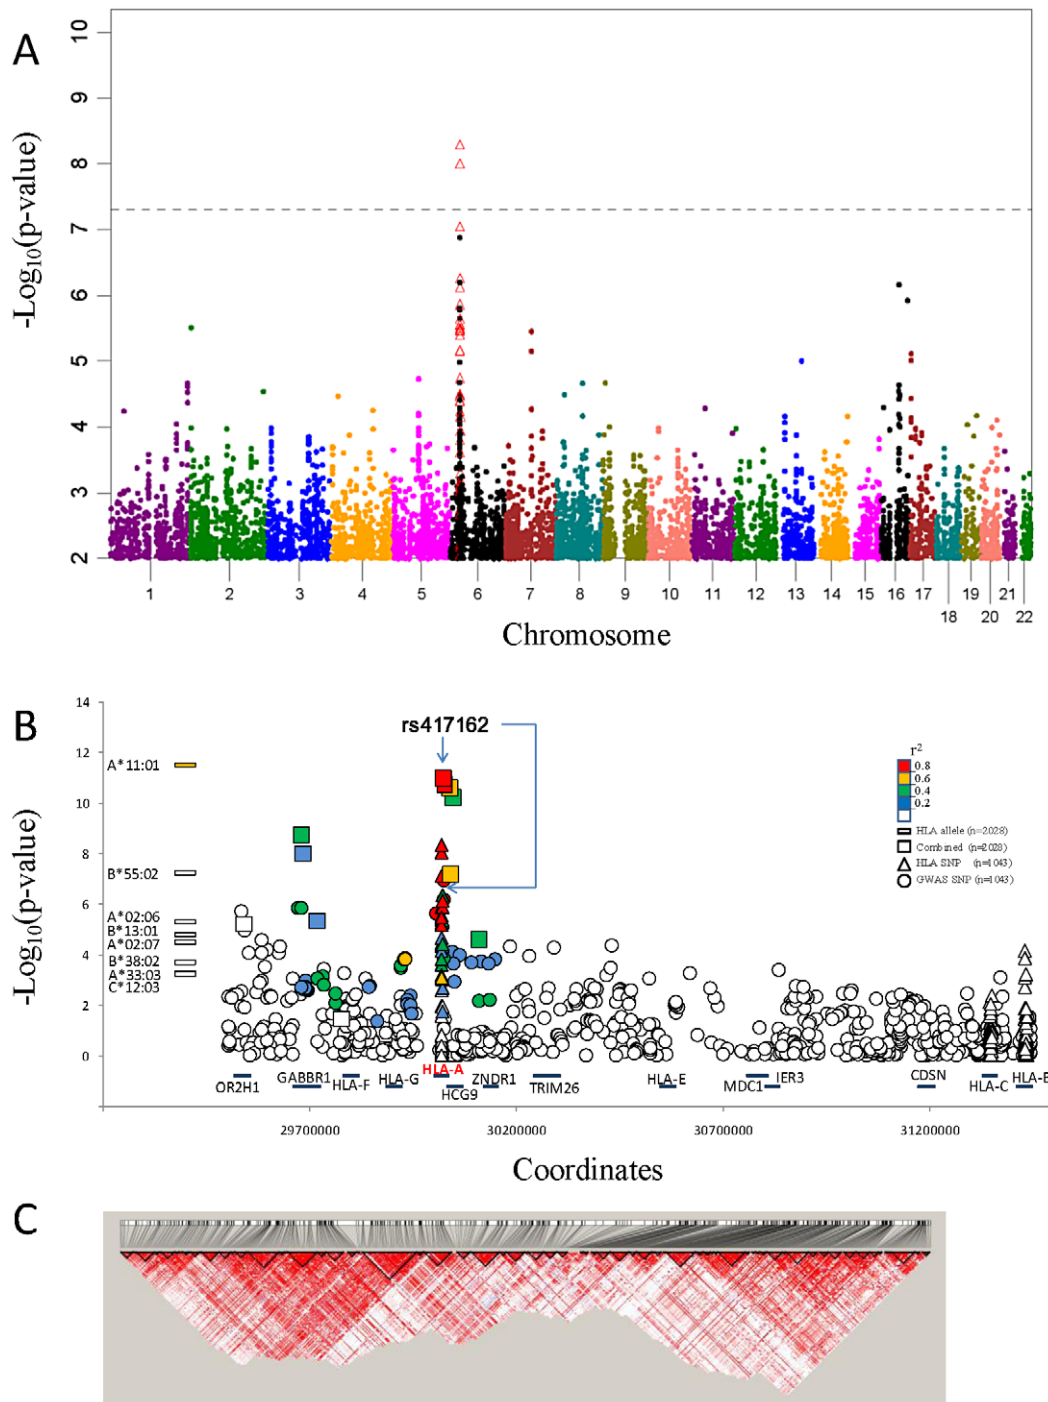 A
10
9
8
7
6
5
4
3
2
-Log10(p-value)
1 2 3 4 5 6 7 8 9 10 11 12 13 14 15 16 17 18 19 20 21 22
Chromosome
B
14
12
10
8
6
4
2
0
-Log10(p-value)
A*11:01
B*55:02
A*02:06
B*13:01
A*02:07
B*38:02
A*33:03
C*12:03
rs417162
r2
0.8
0.6
0.4
0.2
HLA allele (n=2028)
Combined (n=2028)
HLA SNP (n=1043)
GWAS SNP (n=1043)
OR2H1 GABBR1 HLA-F HLA-G HLA-A HCG9 ZNDR1 TRIM26 HLA-E MDC1 IER3 CDSN HLA-C
29700000 30200000 30700000 31200000
Coordinates
C